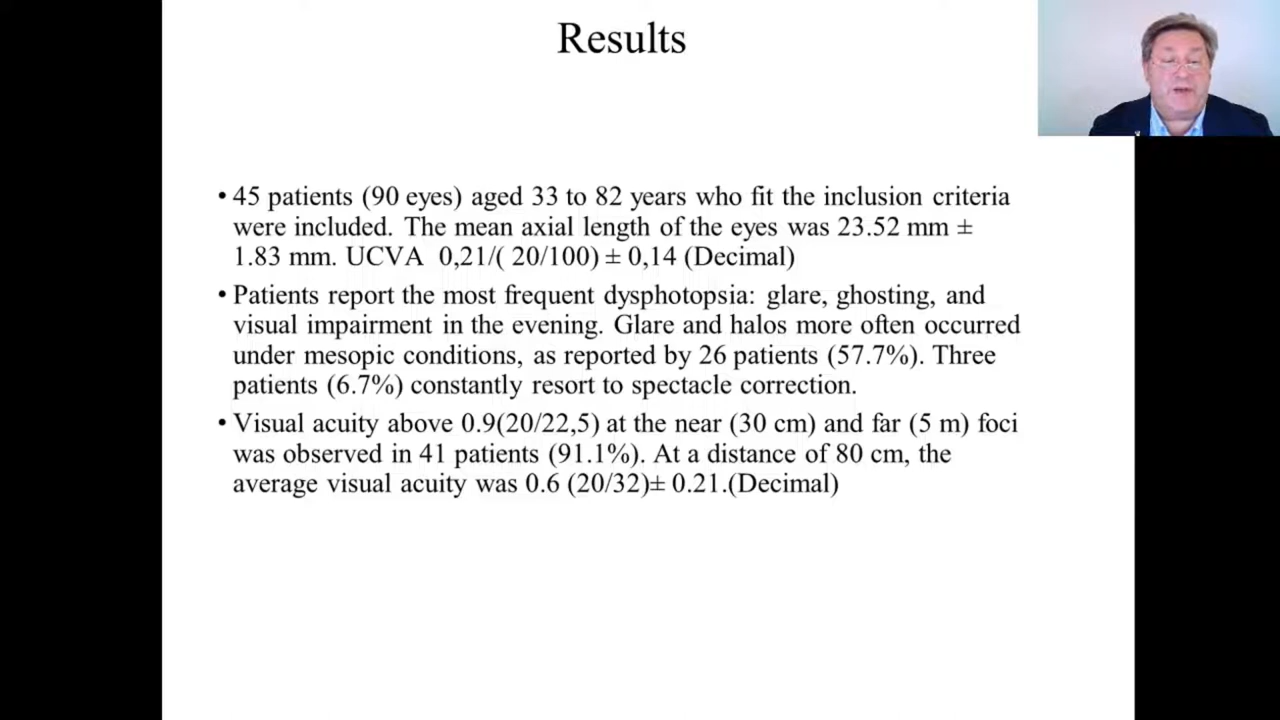 Results
• 45 patients (90 eyes) aged 33 to 82 years who fit the inclusion criteria
were included. The mean axial length of the eyes was 23.52 mm ±
1.83 mm. UCVA 0,21/( 20/100) ± 0,14 (Decimal)
• Patients report the most frequent dysphotopsia: glare, ghosting, and
visual impairment in the evening. Glare and halos more often occurred
under mesopic conditions, as reported by 26 patients (57.7%). Three
patients (6.7%) constantly resort to spectacle correction.
• Visual acuity above 0.9(20/22,5) at the near (30 cm) and far (5 m) foci
was observed in 41 patients (91.1%). At a distance of 80 cm, the
average visual acuity was 0.6 (20/32)± 0.21.(Decimal)